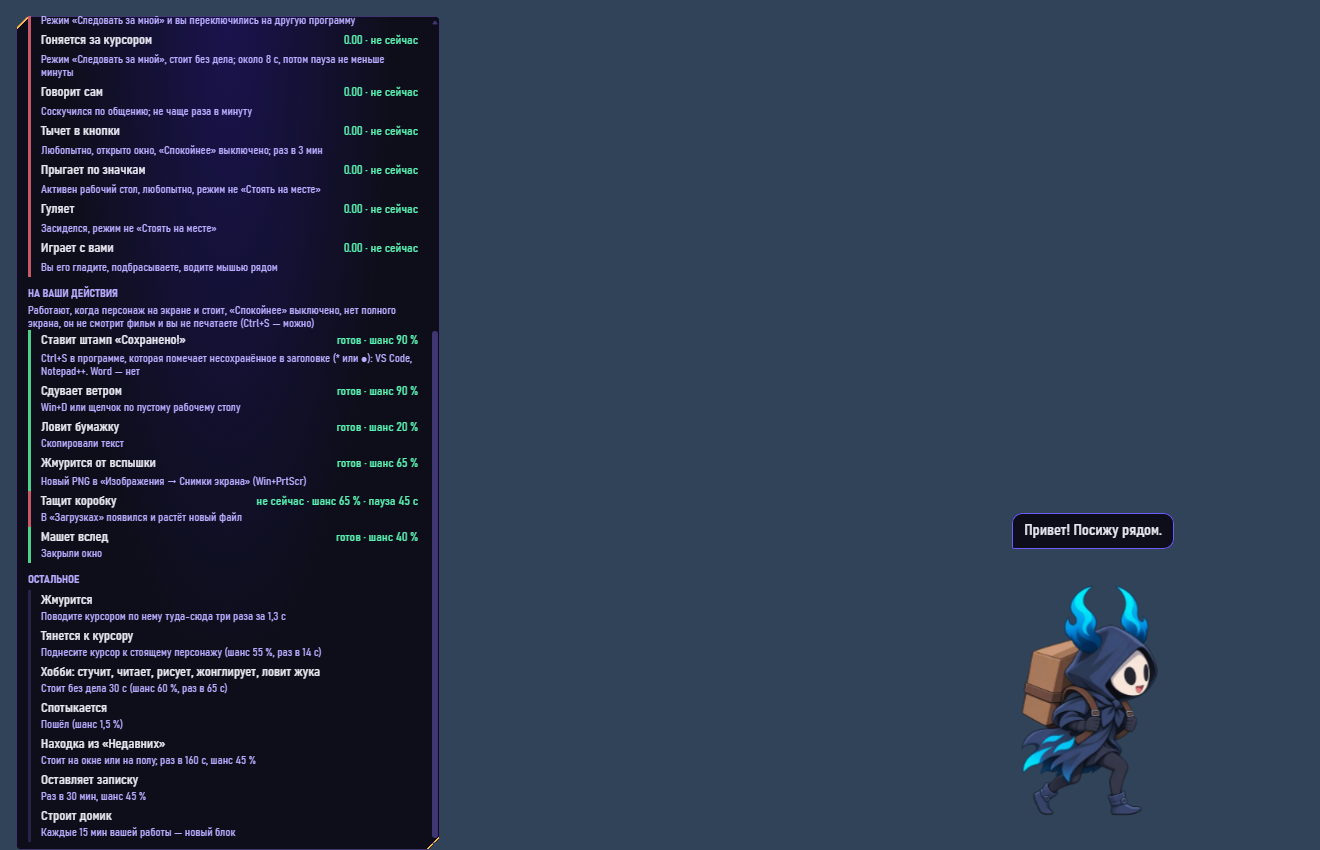 Режим «Следовать за мной» и вы переключились на другую программу
Гоняется за курсором 0.00 · не сейчас
Режим «Следовать за мной», стоит без дела; около 8 с, потом пауза не меньше
минуты
Говорит сам 0.00 · не сейчас
Соскучился по общению; не чаще раза в минуту
Тычет в кнопки 0.00 · не сейчас
Любопытно, открыто окно, «Спокойнее» выключено; раз в 3 мин
Прыгает по значкам 0.00 · не сейчас
Активен рабочий стол, любопытно, режим не «Стоять на месте»
Гуляет 0.00 · не сейчас
Засиделся, режим не «Стоять на месте»
Играет с вами 0.00 · не сейчас
Вы его гладите, подбрасываете, водите мышью рядом
НА ВАШИ ДЕЙСТВИЯ
Работают, когда персонаж на экране и стоит, «Спокойнее» выключено, нет полного
экрана, он не смотрит фильм и вы не печатаете (Ctrl+S — можно)
Ставит штамп «Сохранено!» готов · шанс 90 %
Ctrl+S в программе, которая помечает несохранённое в заголовке (* или ●): VS Code,
Notepad++. Word — нет
Сдувает ветром готов · шанс 90 %
Win+D или щелчок по пустому рабочему столу
Ловит бумажку готов · шанс 20 %
Скопировали текст
Жмурится от вспышки готов · шанс 65 %
Новый PNG в «Изображения → Снимки экрана» (Win+PrtScr)
Тащит коробку не сейчас · шанс 65 % · пауза 45 с
В «Загрузках» появился и растёт новый файл
Машет вслед готов · шанс 40 %
Закрыли окно
ОСТАЛЬНОЕ
Жмурится
Поводите курсором по нему туда-сюда три раза за 1,3 с
Тянется к курсору
Поднесите курсор к стоящему персонажу (шанс 55 %, раз в 14 с)
Хобби: стучит, читает, рисует, жонглирует, ловит жука
Стоит без дела 30 с (шанс 60 %, раз в 65 с)
Спотыкается
Пошёл (шанс 1,5 %)
Находка из «Недавних»
Стоит на окне или на полу; раз в 160 с, шанс 45 %
Оставляет записку
Раз в 30 мин, шанс 45 %
Строит домик
Каждые 15 мин вашей работы — новый блок
Привет! Посижу рядом.